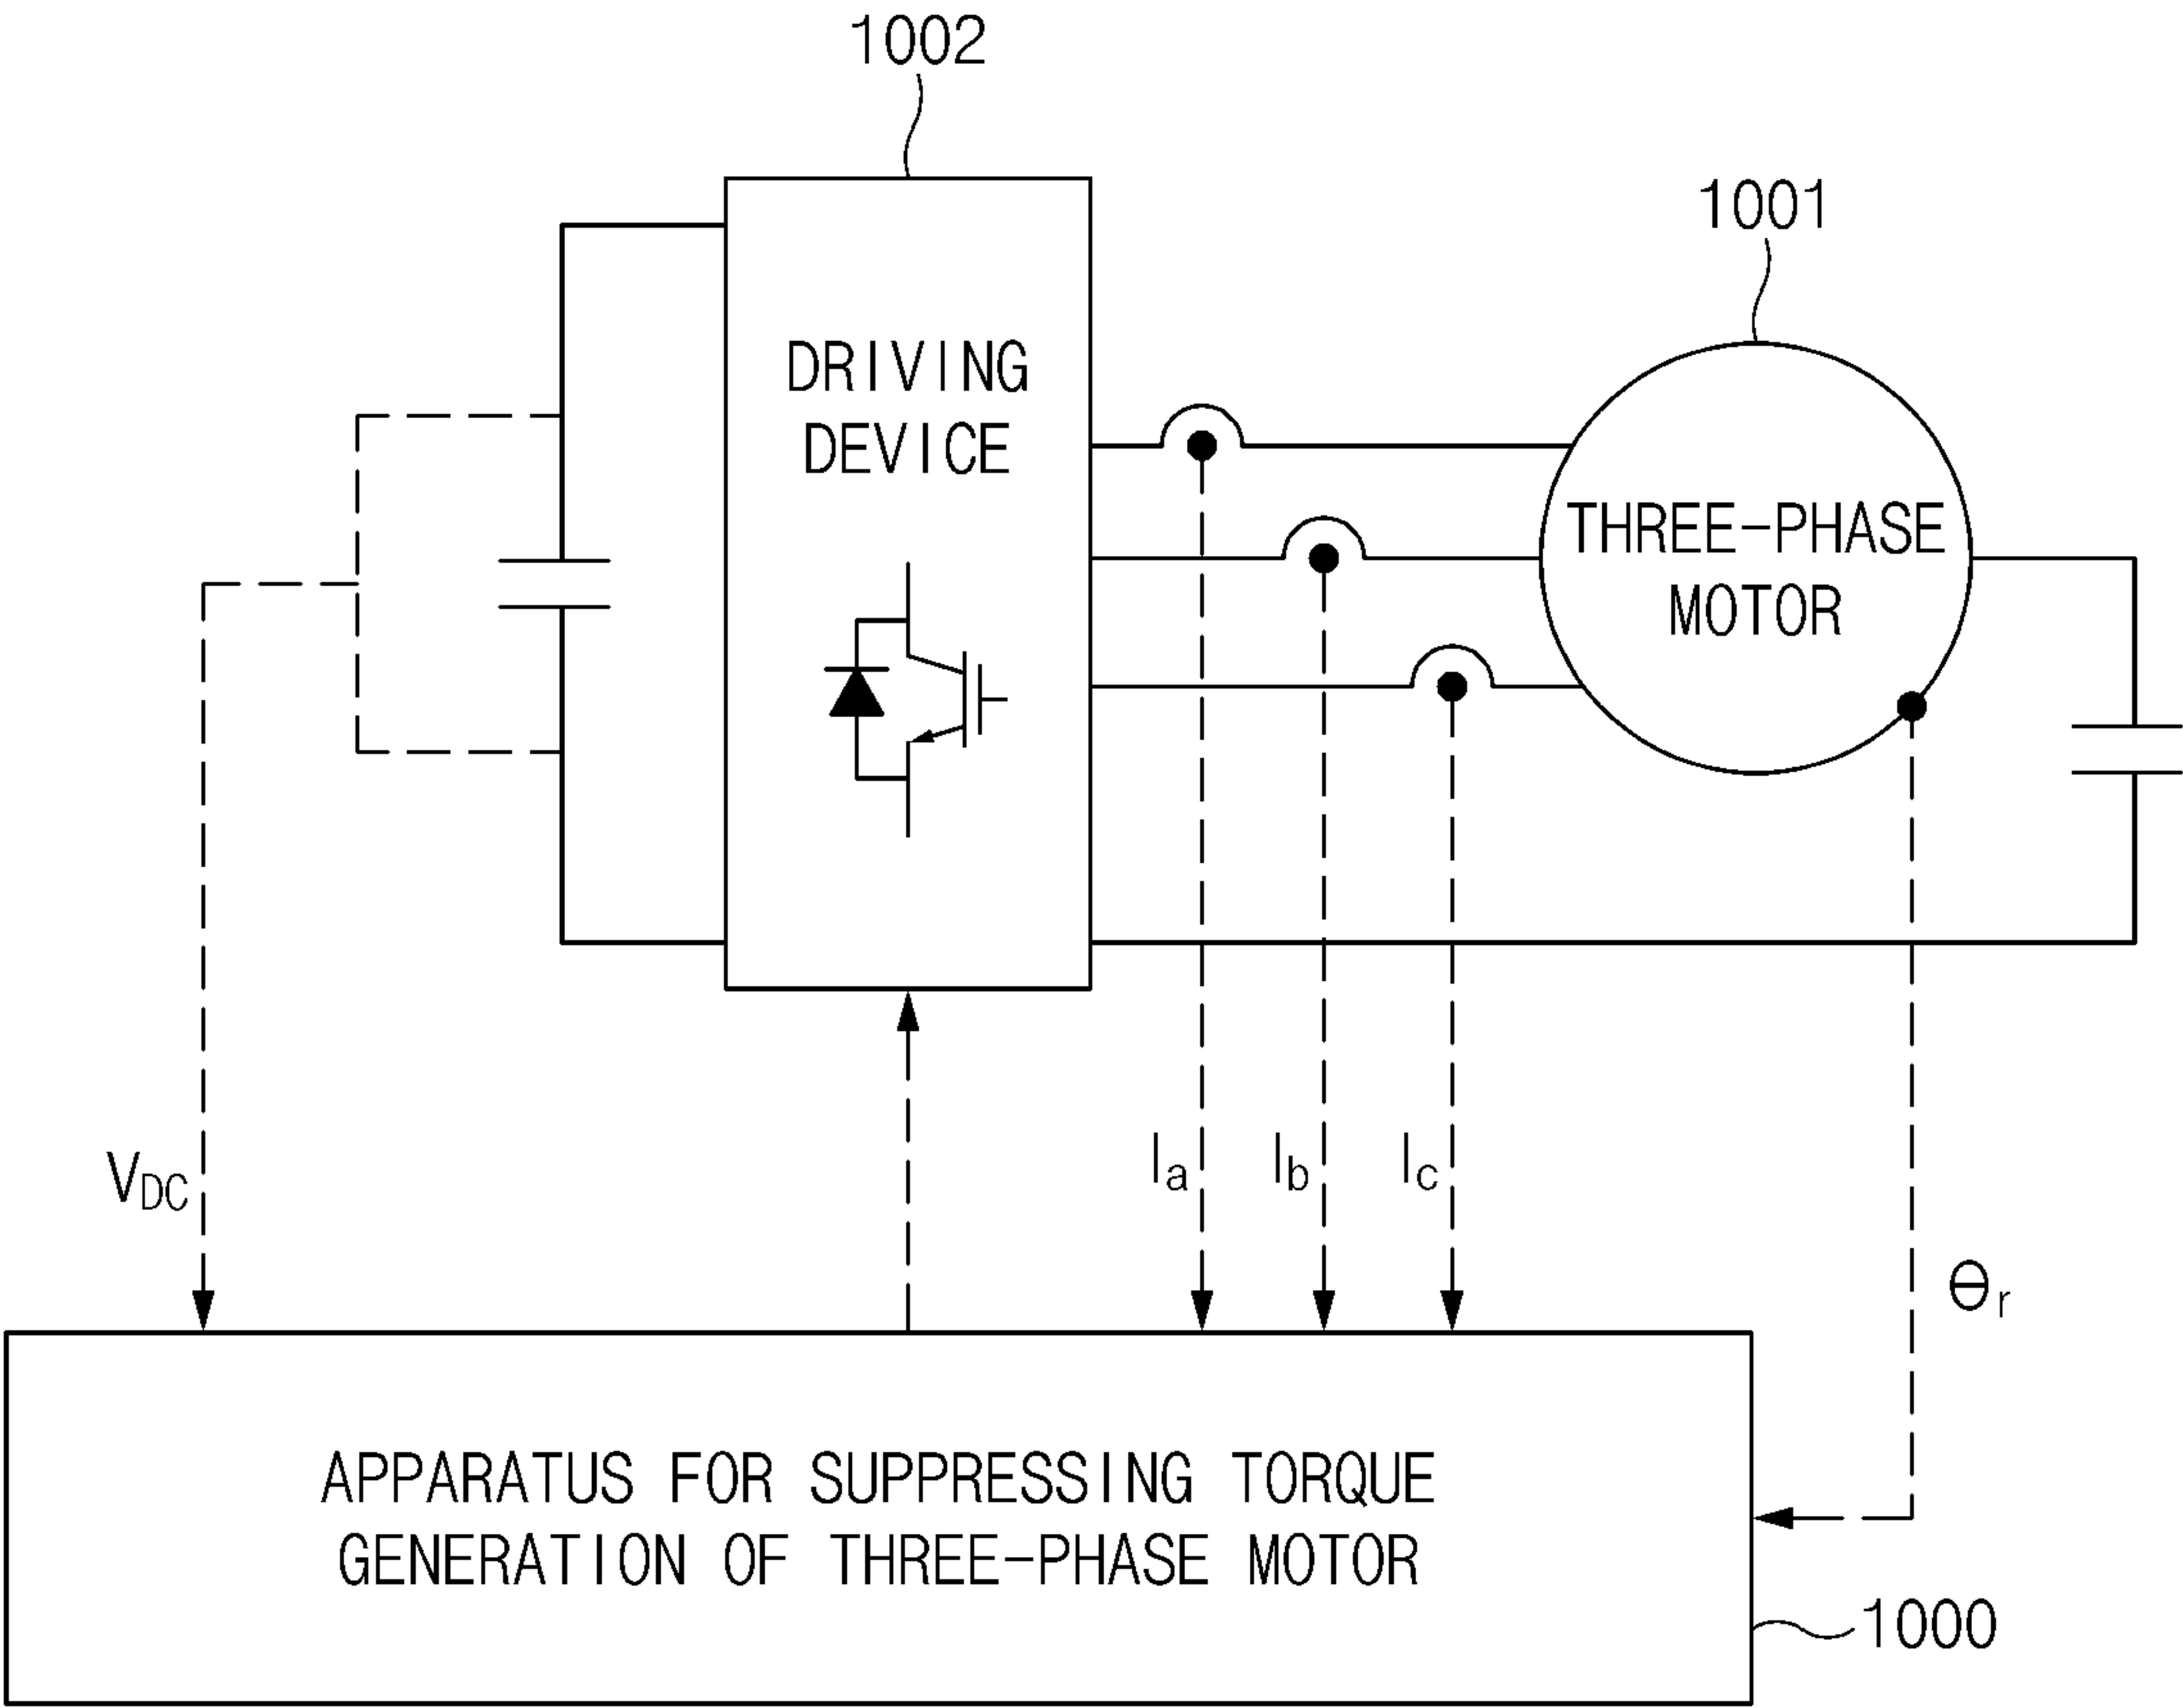 1002
1001
DRIVING
DEVICE
THREE-PHASE
MOTOR
VDC
Ia
Ib
Ic
θr
APPARATUS FOR SUPPRESSING TORQUE
GENERATION OF THREE-PHASE MOTOR
1000